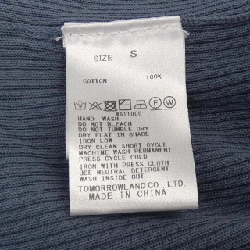 SIZE S
COTTON 100%
HAND WASH
DO NOT BLEACH
DO NOT TUMBLE DRY
DRY FLAT IN SHADE
IRON LOW
DRY CLEAN SHORT CYCLE
MACHINE WASH PERMANENT
PRESS CYCLE COLD
IRON WITH PRESS CLOTH
USE NEUTRAL DETERGENT
WASH INSIDE OUT
TOMORROWLAND CO., LTD.
MADE IN CHINA